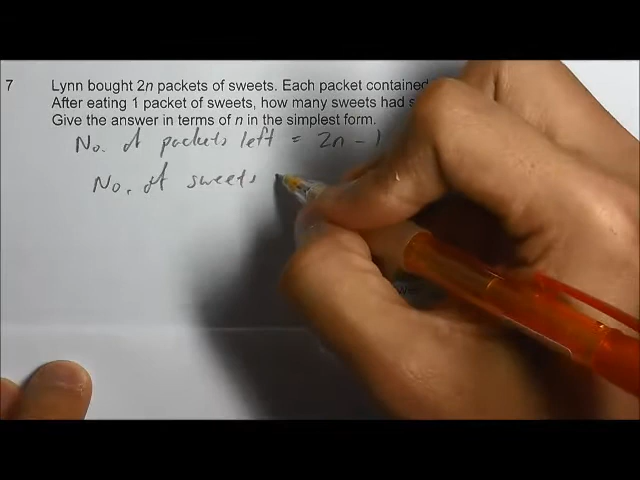 7 Lynn bought 2n packets of sweets. Each packet contained
After eating 1 packet of sweets, how many sweets had
Give the answer in terms of n in the simplest form.
No. of packets left = 2n - 1
No. of sweets